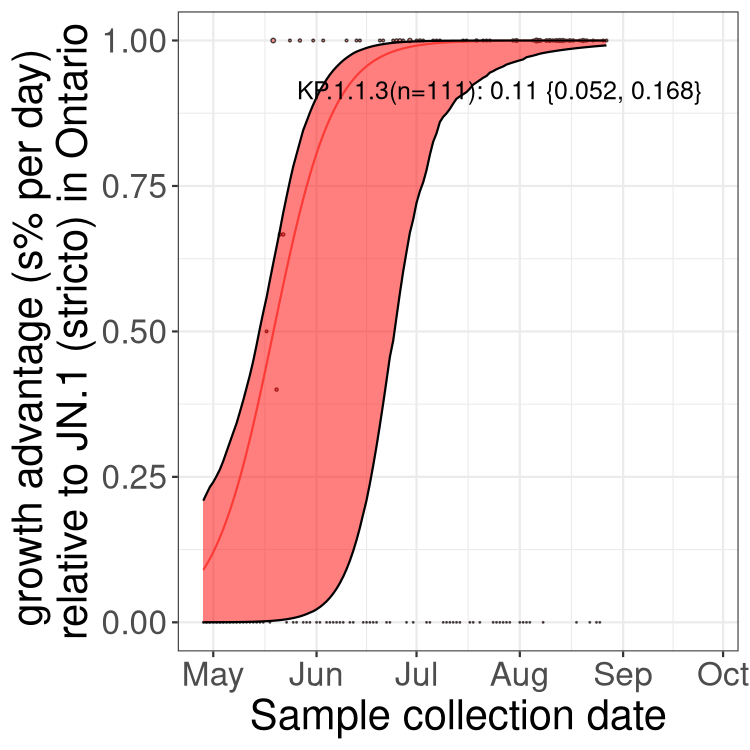 growth advantage (s% per day)
relative to JN.1 (stricto) in Ontario
1.00
0.75
0.50
0.25
0.00
KP.1.1.3(n=111): 0.11 {0.052, 0.168}
May Jun Jul Aug Sep Oct
Sample collection date